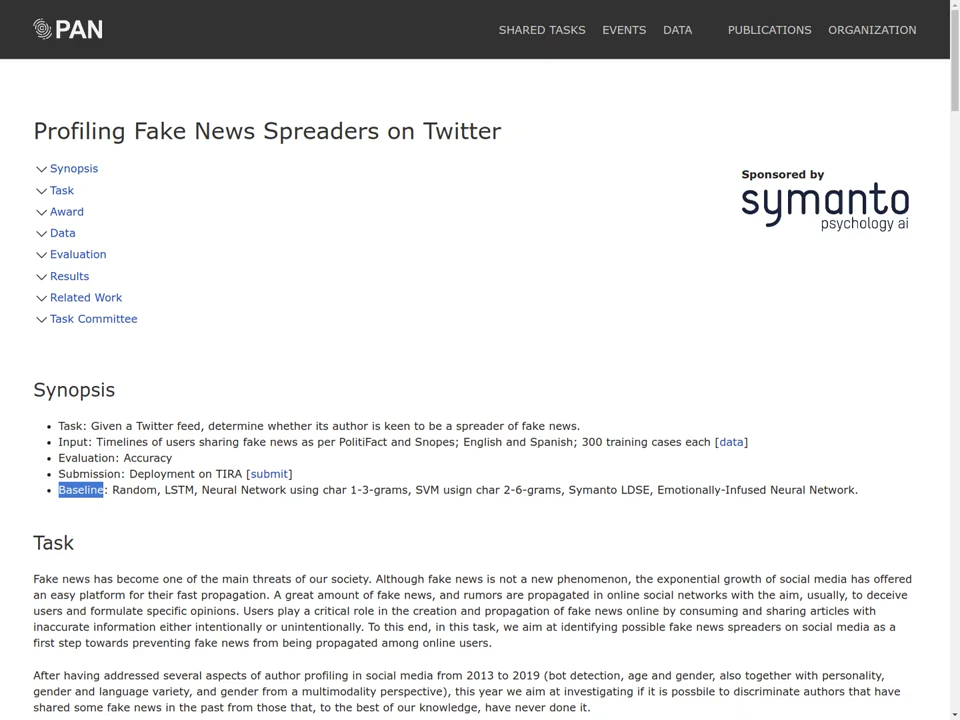 PAN
SHARED TASKS EVENTS DATA PUBLICATIONS ORGANIZATION
Profiling Fake News Spreaders on Twitter
Synopsis
Task
Award
Data
Evaluation
Results
Related Work
Task Committee
Sponsored by
symanto
psychology ai
Synopsis
• Task: Given a Twitter feed, determine whether its author is keen to be a spreader of fake news.
• Input: Timelines of users sharing fake news as per PolitiFact and Snopes; English and Spanish; 300 training cases each [data]
• Evaluation: Accuracy
• Submission: Deployment on TIRA [submit]
• Baseline: Random, LSTM, Neural Network using char 1-3-grams, SVM usign char 2-6-grams, Symanto LDSE, Emotionally-Infused Neural Network.
Task
Fake news has become one of the main threats of our society. Although fake news is not a new phenomenon, the exponential growth of social media has offered
an easy platform for their fast propagation. A great amount of fake news, and rumors are propagated in online social networks with the aim, usually, to deceive
users and formulate specific opinions. Users play a critical role in the creation and propagation of fake news online by consuming and sharing articles with
inaccurate information either intentionally or unintentionally. To this end, in this task, we aim at identifying possible fake news spreaders on social media as a
first step towards preventing fake news from being propagated among online users.
After having addressed several aspects of author profiling in social media from 2013 to 2019 (bot detection, age and gender, also together with personality,
gender and language variety, and gender from a multimodality perspective), this year we aim at investigating if it is possbile to discriminate authors that have
shared some fake news in the past from those that, to the best of our knowledge, have never done it.